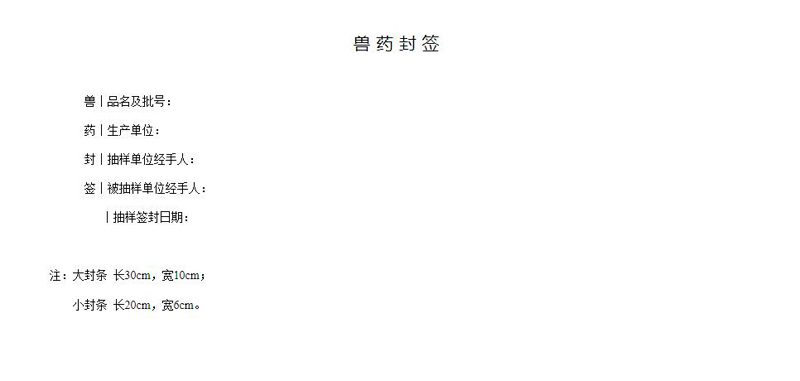 兽 药 封 签
兽｜品名及批号：
药｜生产单位：
封｜抽样单位经手人：
签｜被抽样单位经手人：
｜抽样签封日期：
注：大封条 长30cm，宽10cm；
小封条 长20cm，宽6cm。